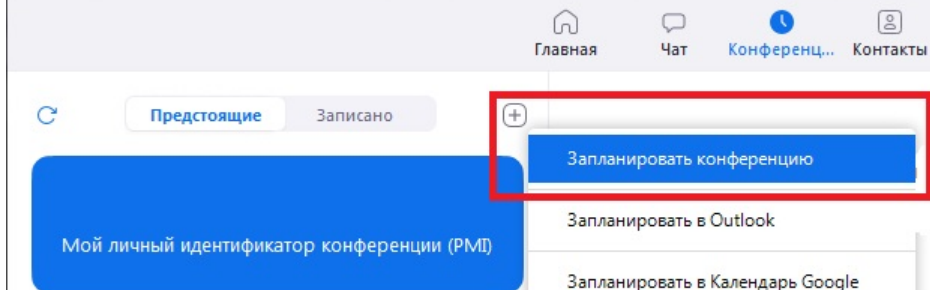 Главная Чат Конференц... Контакты
Предстоящие Записано
Запланировать конференцию
Запланировать в Outlook
Мой личный идентификатор конференции (PMI)
Запланировать в Календарь Google